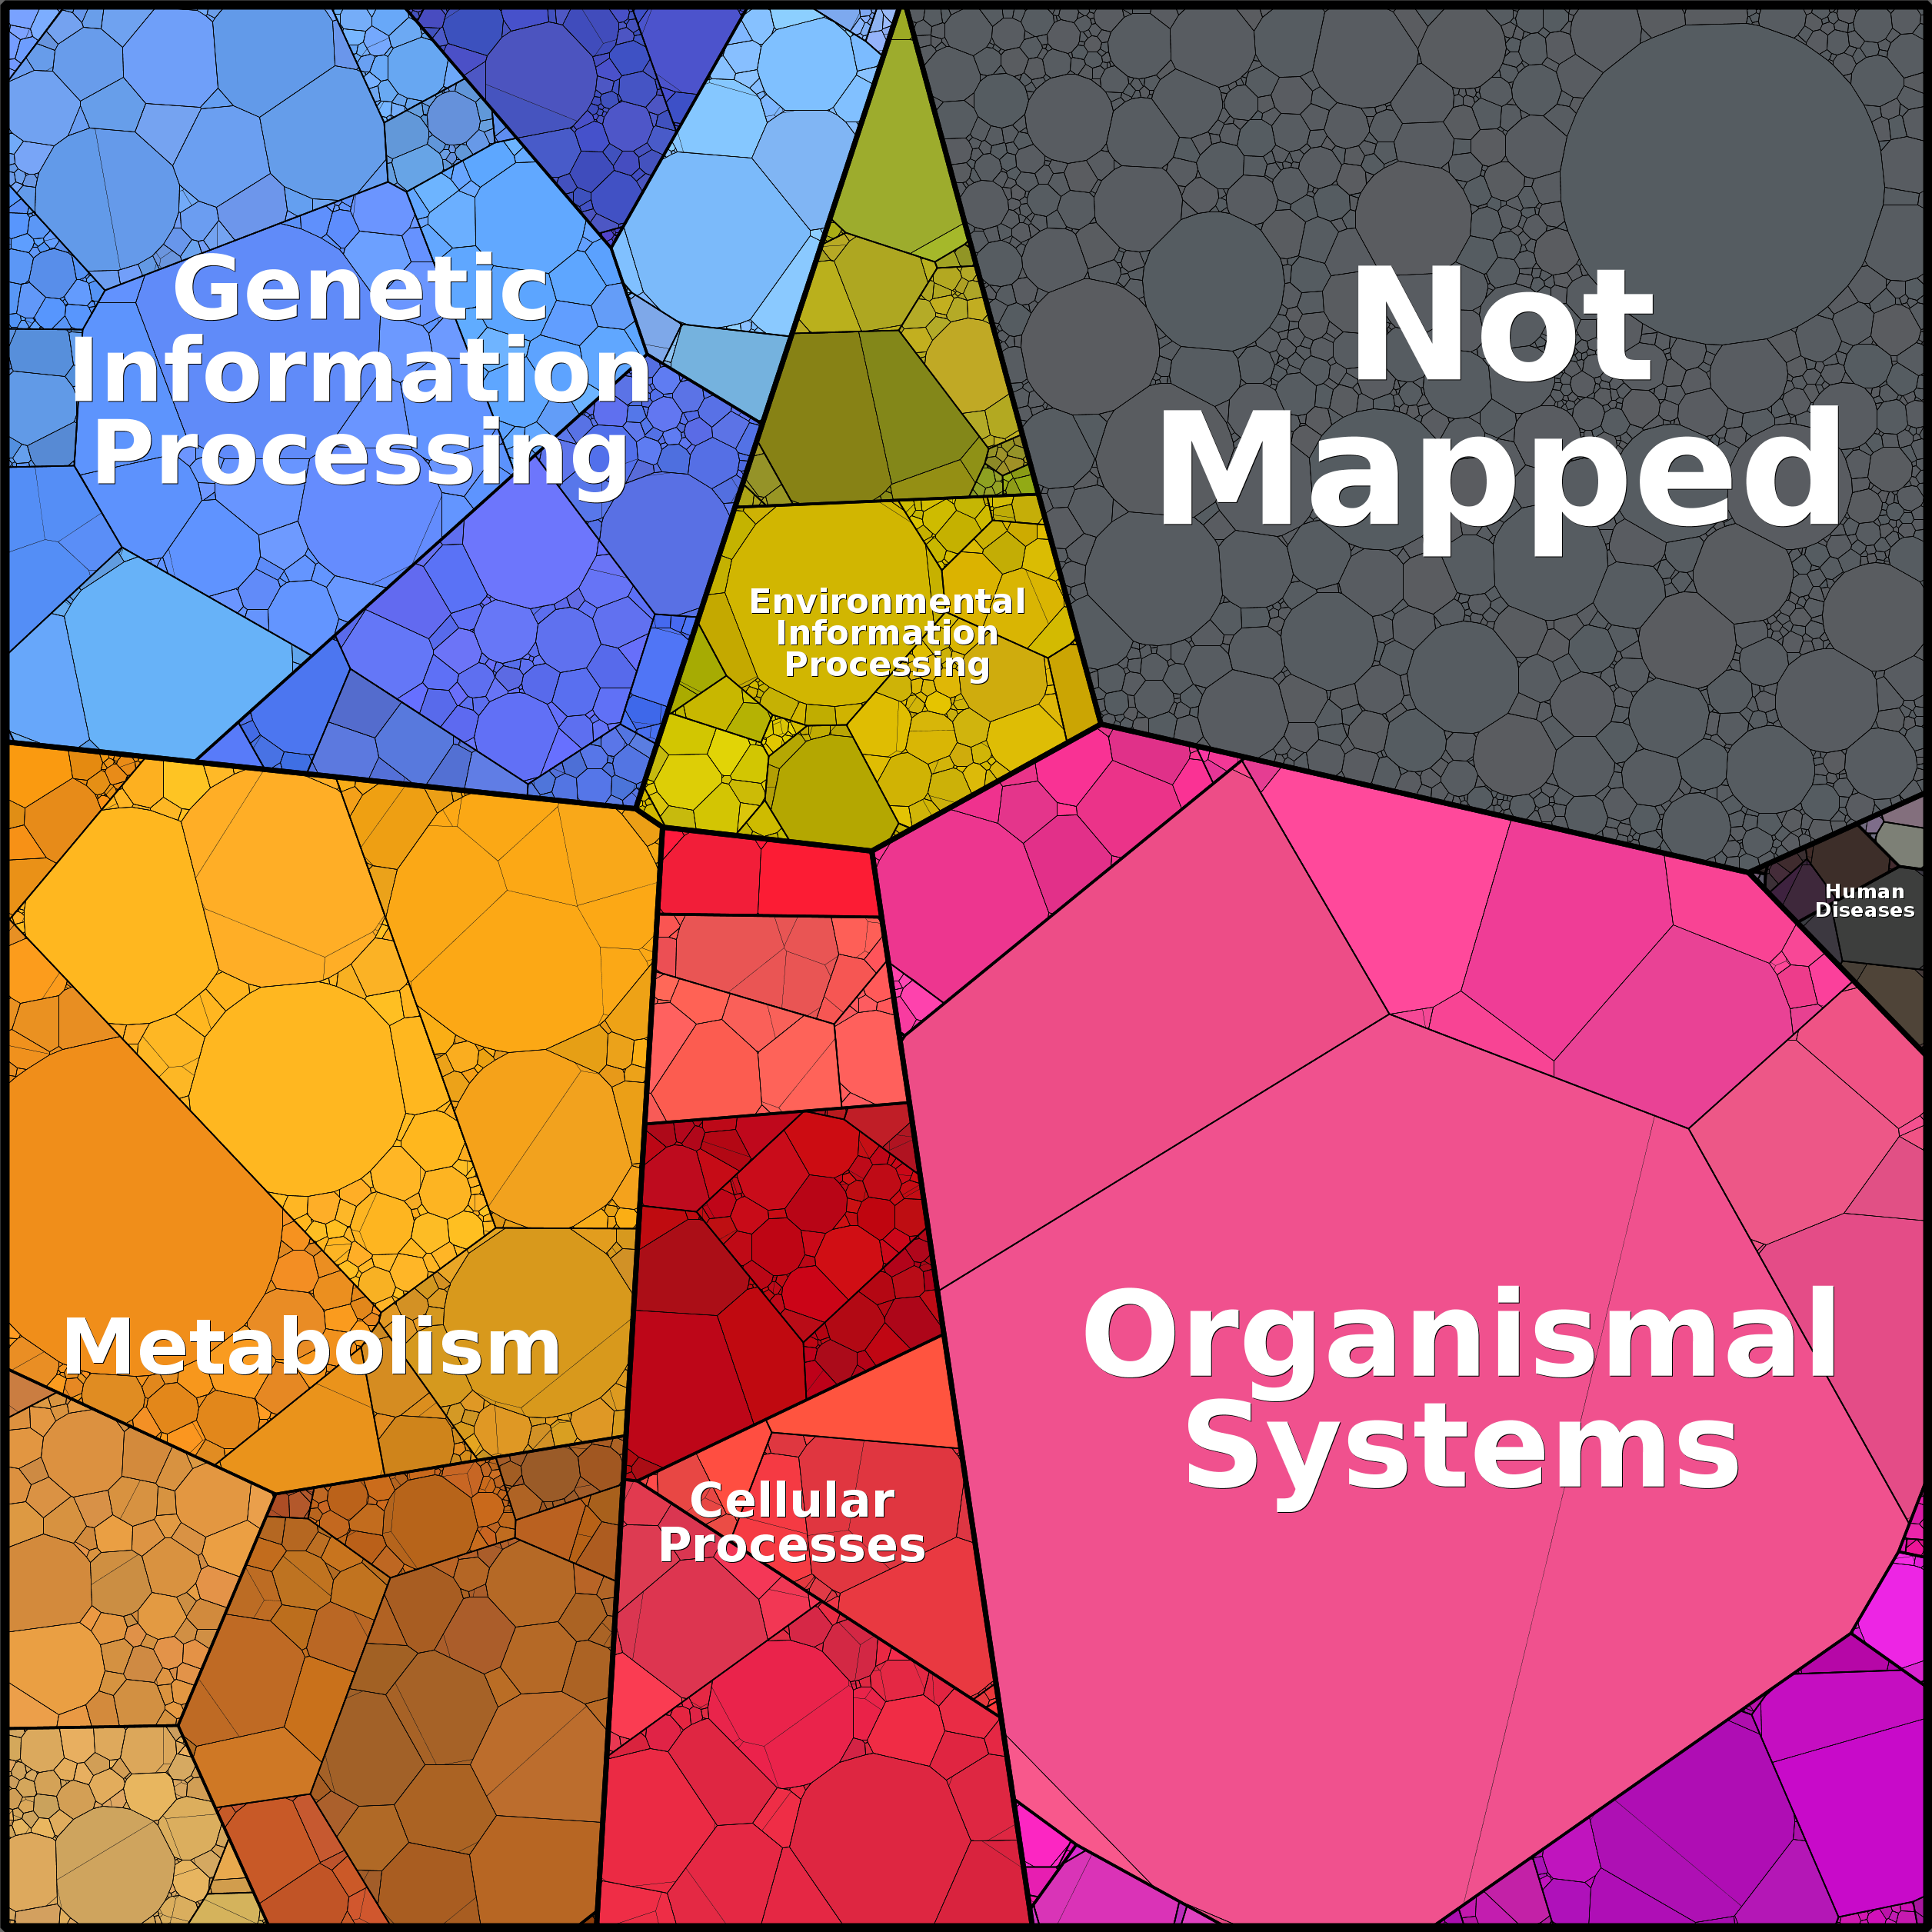 Genetic
Information
Processing
Not
Mapped
Environmental
Information
Processing
Human
Diseases
Metabolism
Organismal
Systems
Cellular
Processes